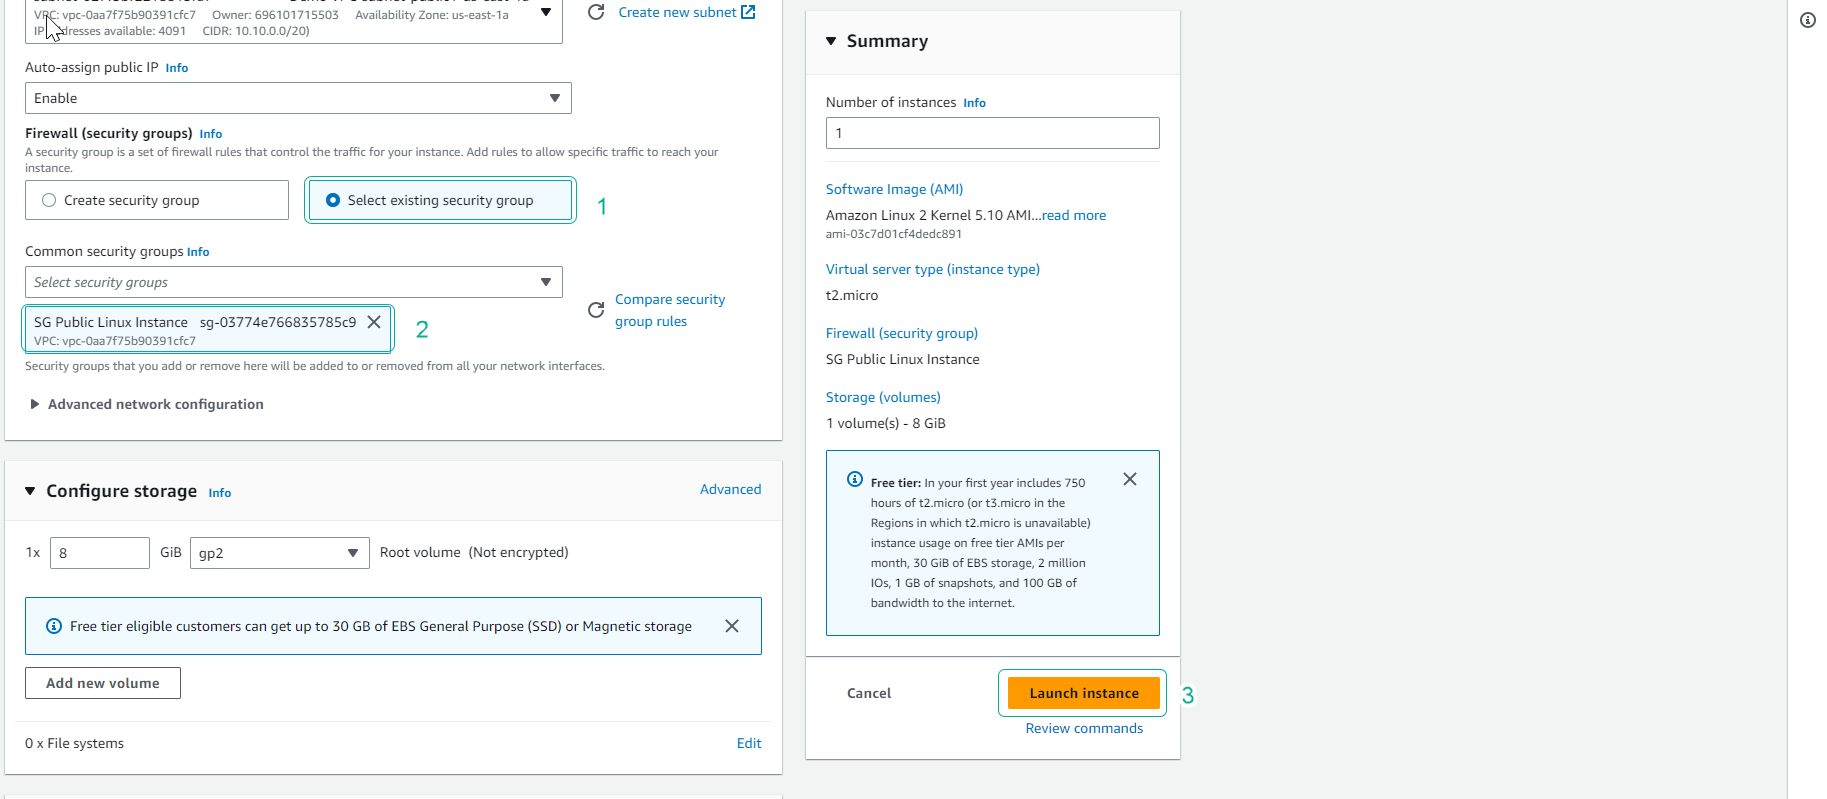 VPC: vpc-0aa7f75b90391cfc7 Owner: 696101715503 Availability Zone: us-east-1a
IP addresses available: 4091 CIDR: 10.10.0.0/20)
Create new subnet
Auto-assign public IP Info
Enable
Firewall (security groups) Info
A security group is a set of firewall rules that control the traffic for your instance. Add rules to allow specific traffic to reach your
instance.
Create security group
Select existing security group
1
Common security groups Info
Select security groups
SG Public Linux Instance sg-03774e766835785c9
VPC: vpc-0aa7f75b90391cfc7
2
Compare security
group rules
Security groups that you add or remove here will be added to or removed from all your network interfaces.
Advanced network configuration
Configure storage Info
Advanced
1x 8 GiB gp2 Root volume (Not encrypted)
Free tier eligible customers can get up to 30 GB of EBS General Purpose (SSD) or Magnetic storage
Add new volume
0 x File systems
Edit
Summary
Number of instances Info
1
Software Image (AMI)
Amazon Linux 2 Kernel 5.10 AMI...read more
ami-03c7d01cf4dedc891
Virtual server type (instance type)
t2.micro
Firewall (security group)
SG Public Linux Instance
Storage (volumes)
1 volume(s) - 8 GiB
Free tier: In your first year includes 750
hours of t2.micro (or t3.micro in the
Regions in which t2.micro is unavailable)
instance usage on free tier AMIs per
month, 30 GiB of EBS storage, 2 million
IOs, 1 GB of snapshots, and 100 GB of
bandwidth to the internet.
Cancel
Launch instance
3
Review commands